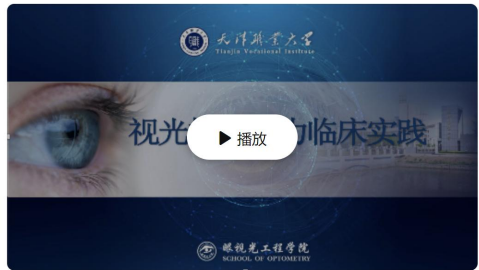 天津职业大学
Tianjin Vocational Institute
视光
临床实践
播放
眼视光工程学院
SCHOOL OF OPTOMETRY